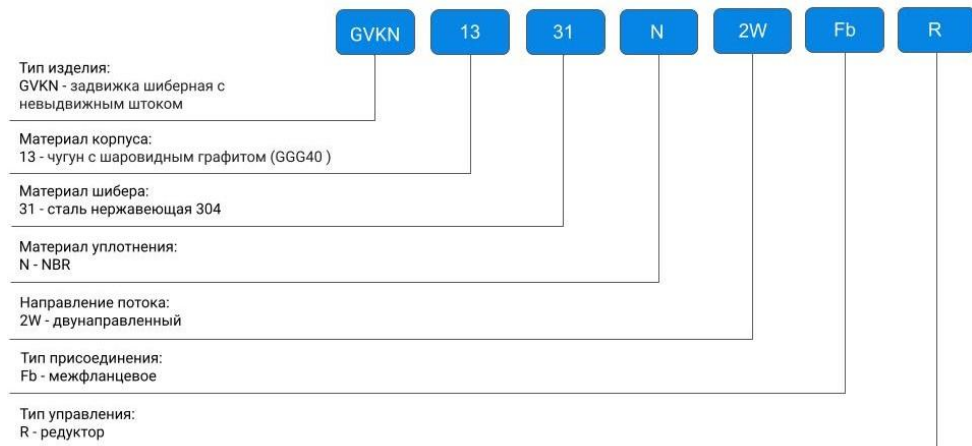 GVKN 13 31 N 2W Fb R
Тип изделия:
GVKN - задвижка шиберная с
невыдвижным штоком
Материал корпуса:
13 - чугун с шаровидным графитом (GGG40 )
Материал шибера:
31 - сталь нержавеющая 304
Материал уплотнения:
N - NBR
Направление потока:
2W - двунаправленный
Тип присоединения:
Fb - межфланцевое
Тип управления:
R - редуктор